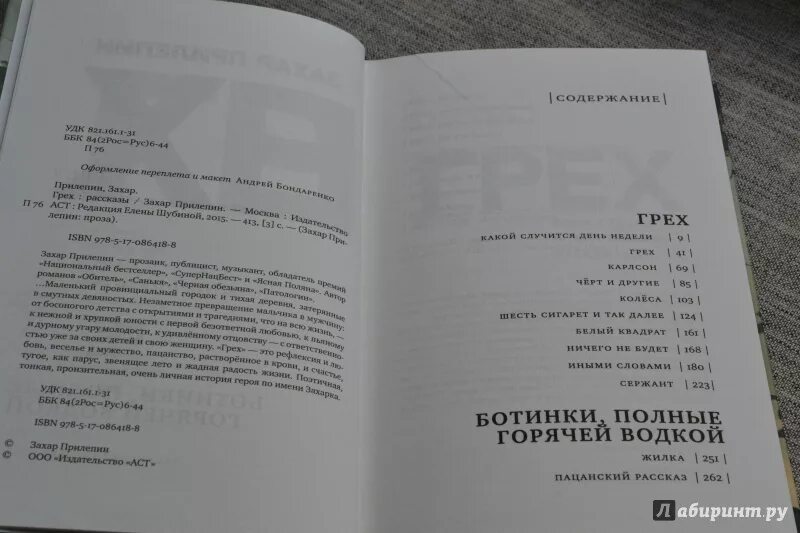 УДК 821.161.1-31
ББК 84(2Рос=Рус)6-44
П 76
Оформление переплета и макет Андрей Бондаренко
Прилепин, Захар.
П 76 Грех : рассказы / Захар Прилепин. — Москва : Издательство
АСТ : Редакция Елены Шубиной, 2015. — 413, [3] с. — (Захар При-
лепин: проза).
ISBN 978-5-17-086418-8
Захар Прилепин — прозаик, публицист, музыкант, обладатель премий
«Национальный бестселлер», «СуперНацБест» и «Ясная Поляна». Автор
романов «Обитель», «Санькя», «Черная обезьяна», «Патологии».
...Маленький провинциальный городок и тихая деревня, затерянные
в смутных девяностых. Незаметное превращение мальчика в мужчину:
от босоногого детства с открытиями и трагедиями, что на всю жизнь, —
к нежной и хрупкой юности с первой безответной любовью, к пьяному
и дурному угару молодости, к удивлённому отцовству — с ответственно-
стью уже за своих детей и свою женщину. «Грех» — это рефлексия и лю-
бовь, веселье и мужество, пацанство, растворённое в крови, и счастье,
тугое, как парус, звенящее лето и жадная радость жизни. Поэтичная,
тонкая, пронзительная, очень личная история героя по имени Захарка.
УДК 821.161.1-31
ББК 84(2Рос=Рус)6-44
ISBN 978-5-17-086418-8
© Захар Прилепин
© ООО «Издательство «АСТ»
|СОДЕРЖАНИЕ|
ГРЕХ
КАКОЙ СЛУЧИТСЯ ДЕНЬ НЕДЕЛИ | 9 |
ГРЕХ | 41 |
КАРЛСОН | 69 |
ЧЁРТ И ДРУГИЕ | 85 |
КОЛЁСА | 103 |
ШЕСТЬ СИГАРЕТ И ТАК ДАЛЕЕ | 124 |
БЕЛЫЙ КВАДРАТ | 161 |
НИЧЕГО НЕ БУДЕТ | 168 |
ИНЫМИ СЛОВАМИ | 180 |
СЕРЖАНТ | 223 |
БОТИНКИ, ПОЛНЫЕ
ГОРЯЧЕЙ ВОДКОЙ
ЖИЛКА | 251 |
ПАЦАНСКИЙ РАССКАЗ | 262 |
Лабиринт.ру